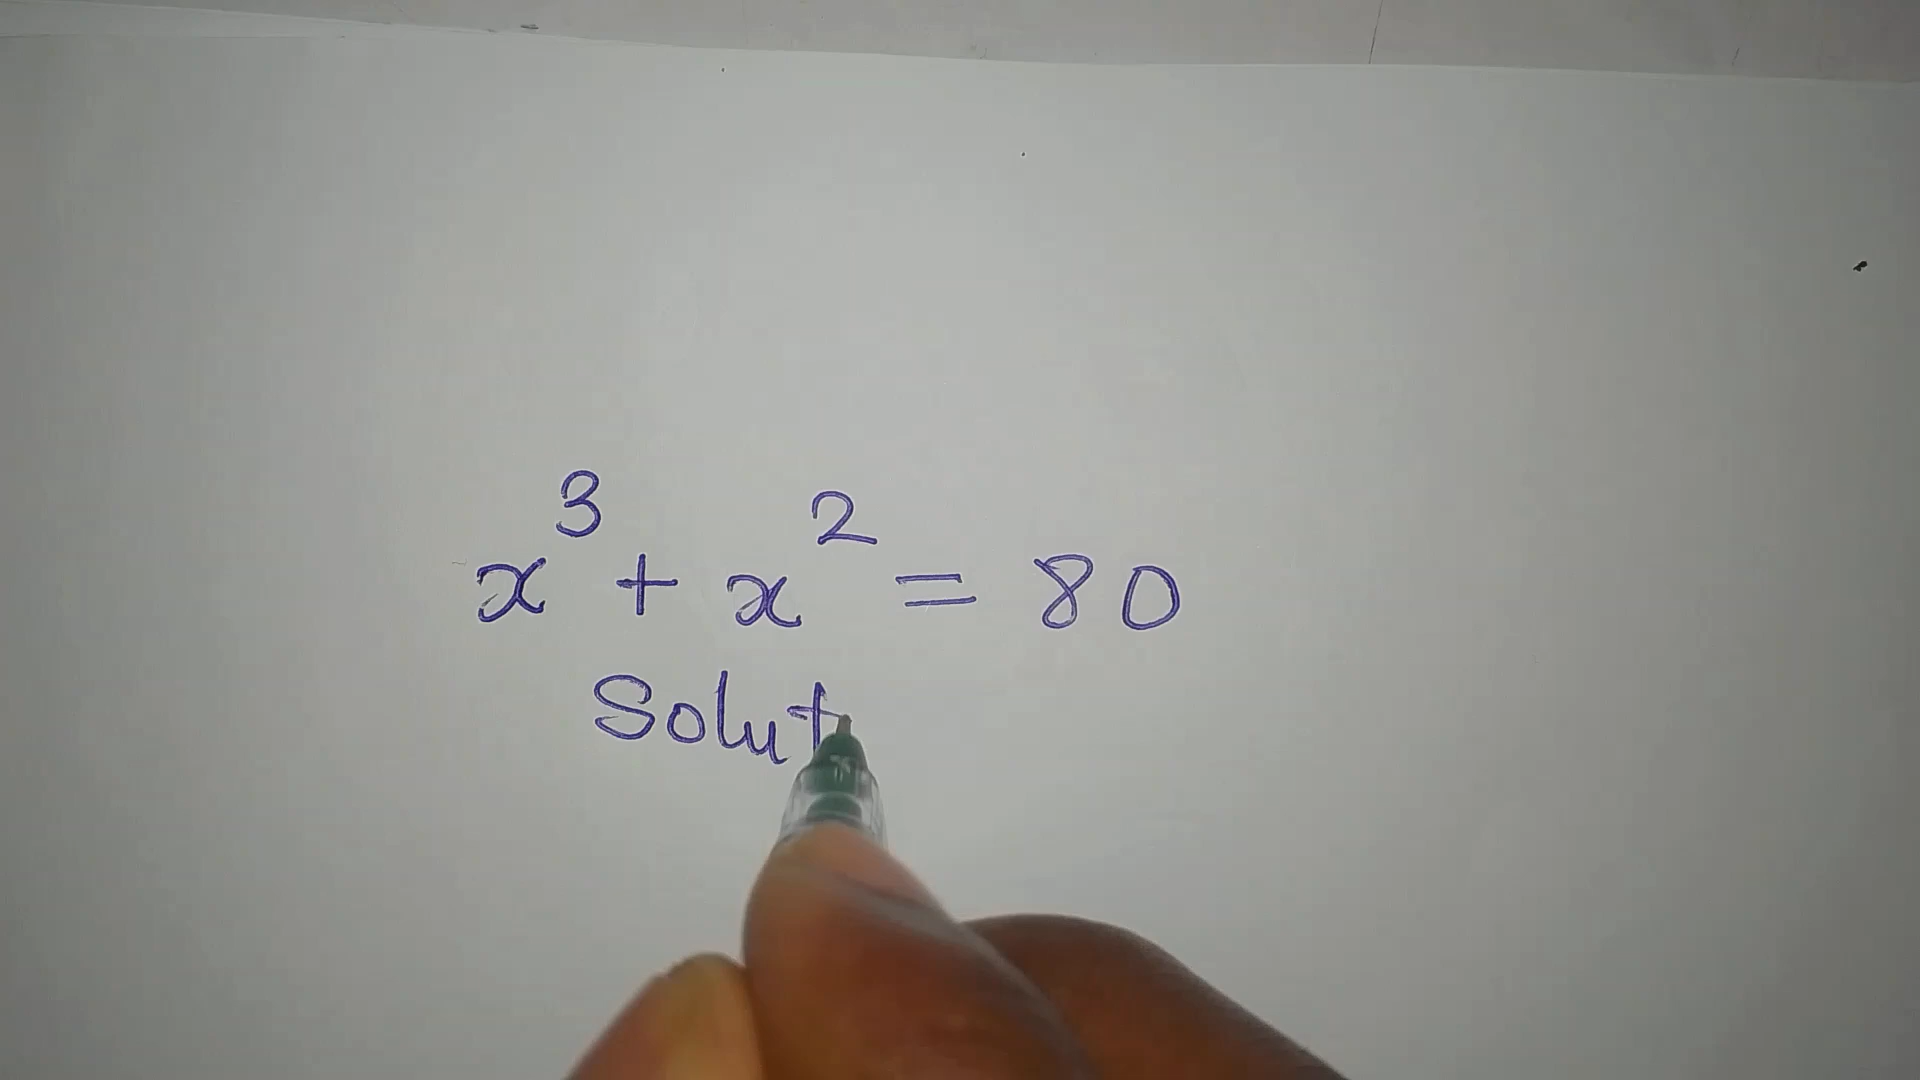 x³ + x² = 80
Solut